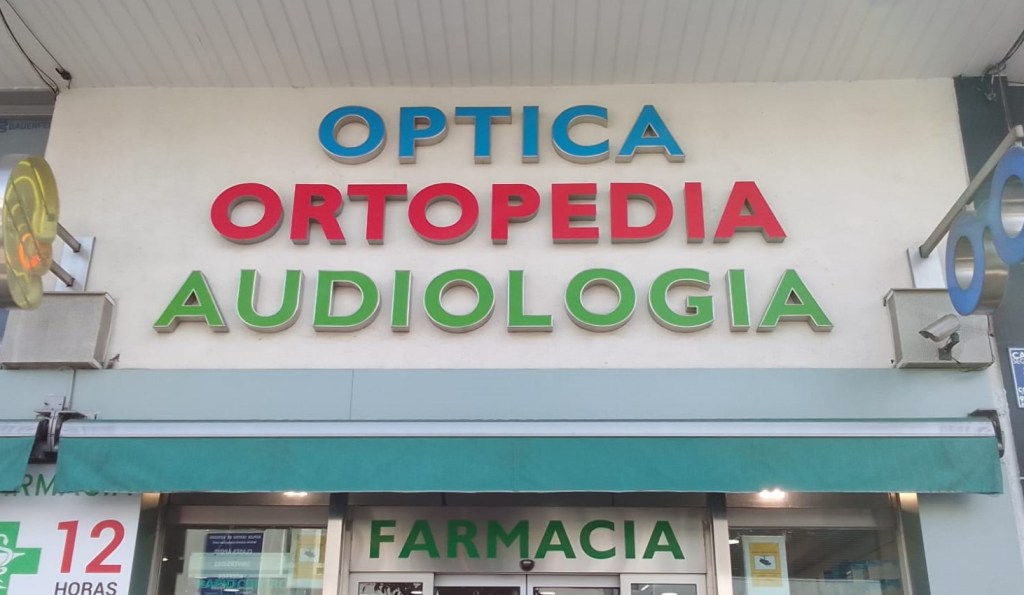 OPTICA
ORTOPEDIA
AUDIOLOGIA
FARMACIA
12
HORAS